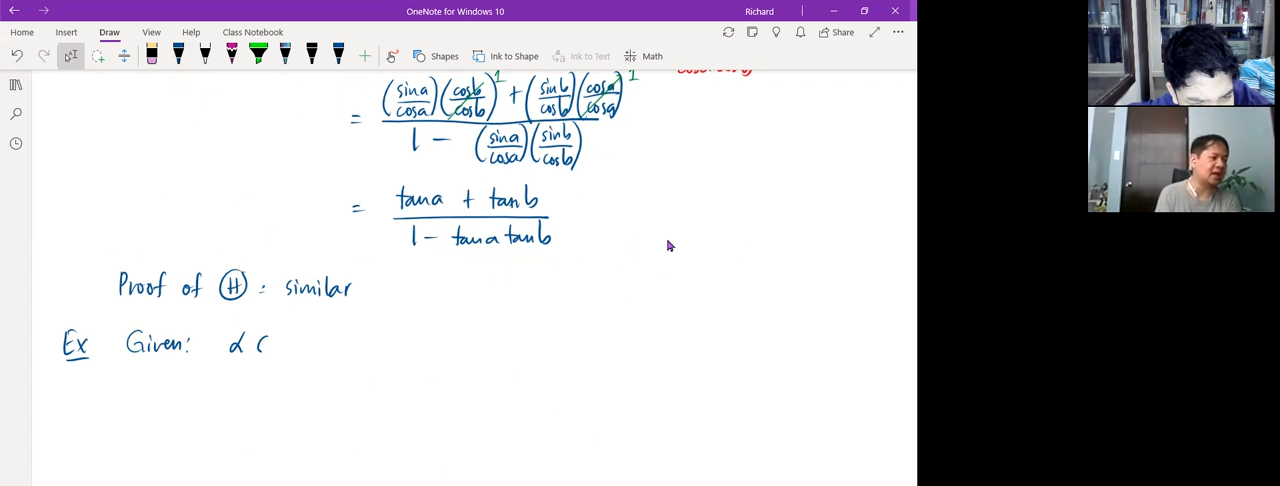 OneNote for Windows 10
Richard
Home Insert Draw View Help Class Notebook
Share
Shapes Ink to Shape Ink to Text Math
= (sina/cosa)(cosb/cosb) 1 + (sinb/cosb)(cosa/cosa) 1
1 - (sina/cosa)(sinb/cosb)
= tana + tanb
1 - tana tanb
Proof of (H) : similar
Ex Given: α (